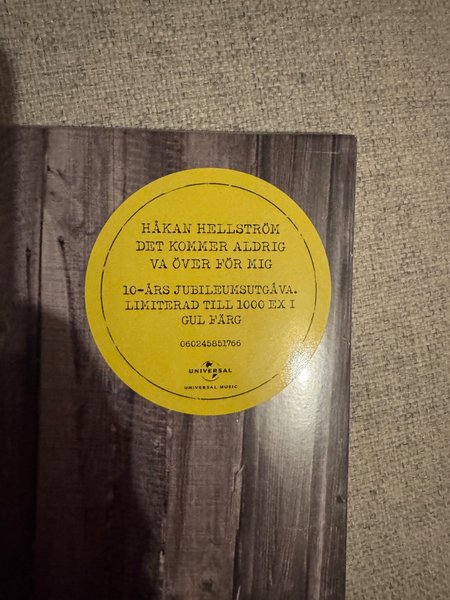 HÅKAN HELLSTRÖM
DET KOMMER ALDRIG
VA ÖVER FÖR MIG
10-ÅRS JUBILEUMSUTGÅVA.
LIMITERAD TILL 1000 EX I
GUL FÄRG
060245851766
UNIVERSAL
UNIVERSAL MUSIC